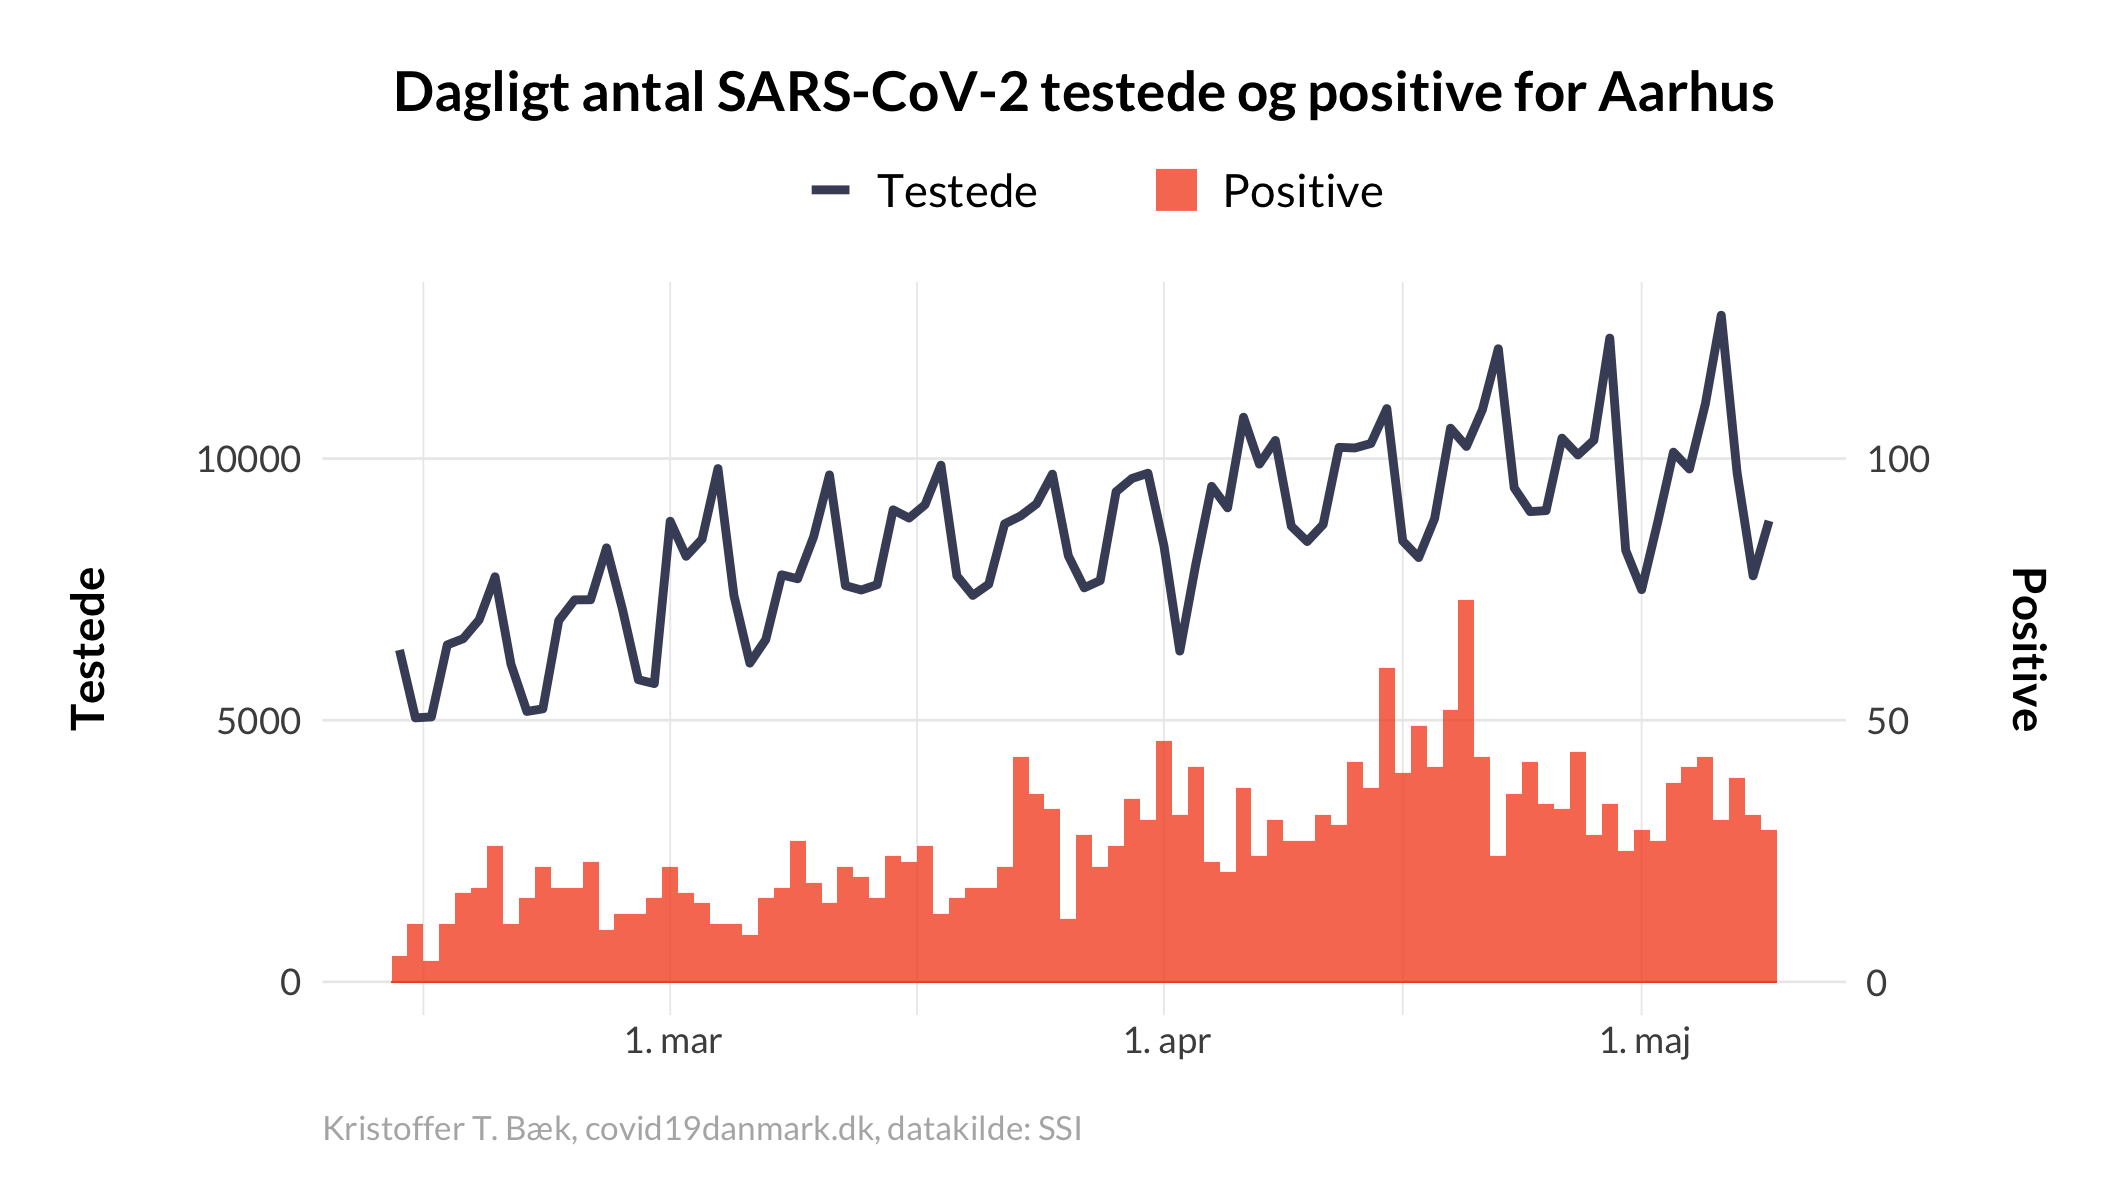 Dagligt antal SARS-CoV-2 testede og positive for Aarhus
Testede
Positive
10000
5000
0
Testede
100
50
0
Positive
1. mar
1. apr
1. maj
Kristoffer T. Bæk, covid19danmark.dk, datakilde: SSI